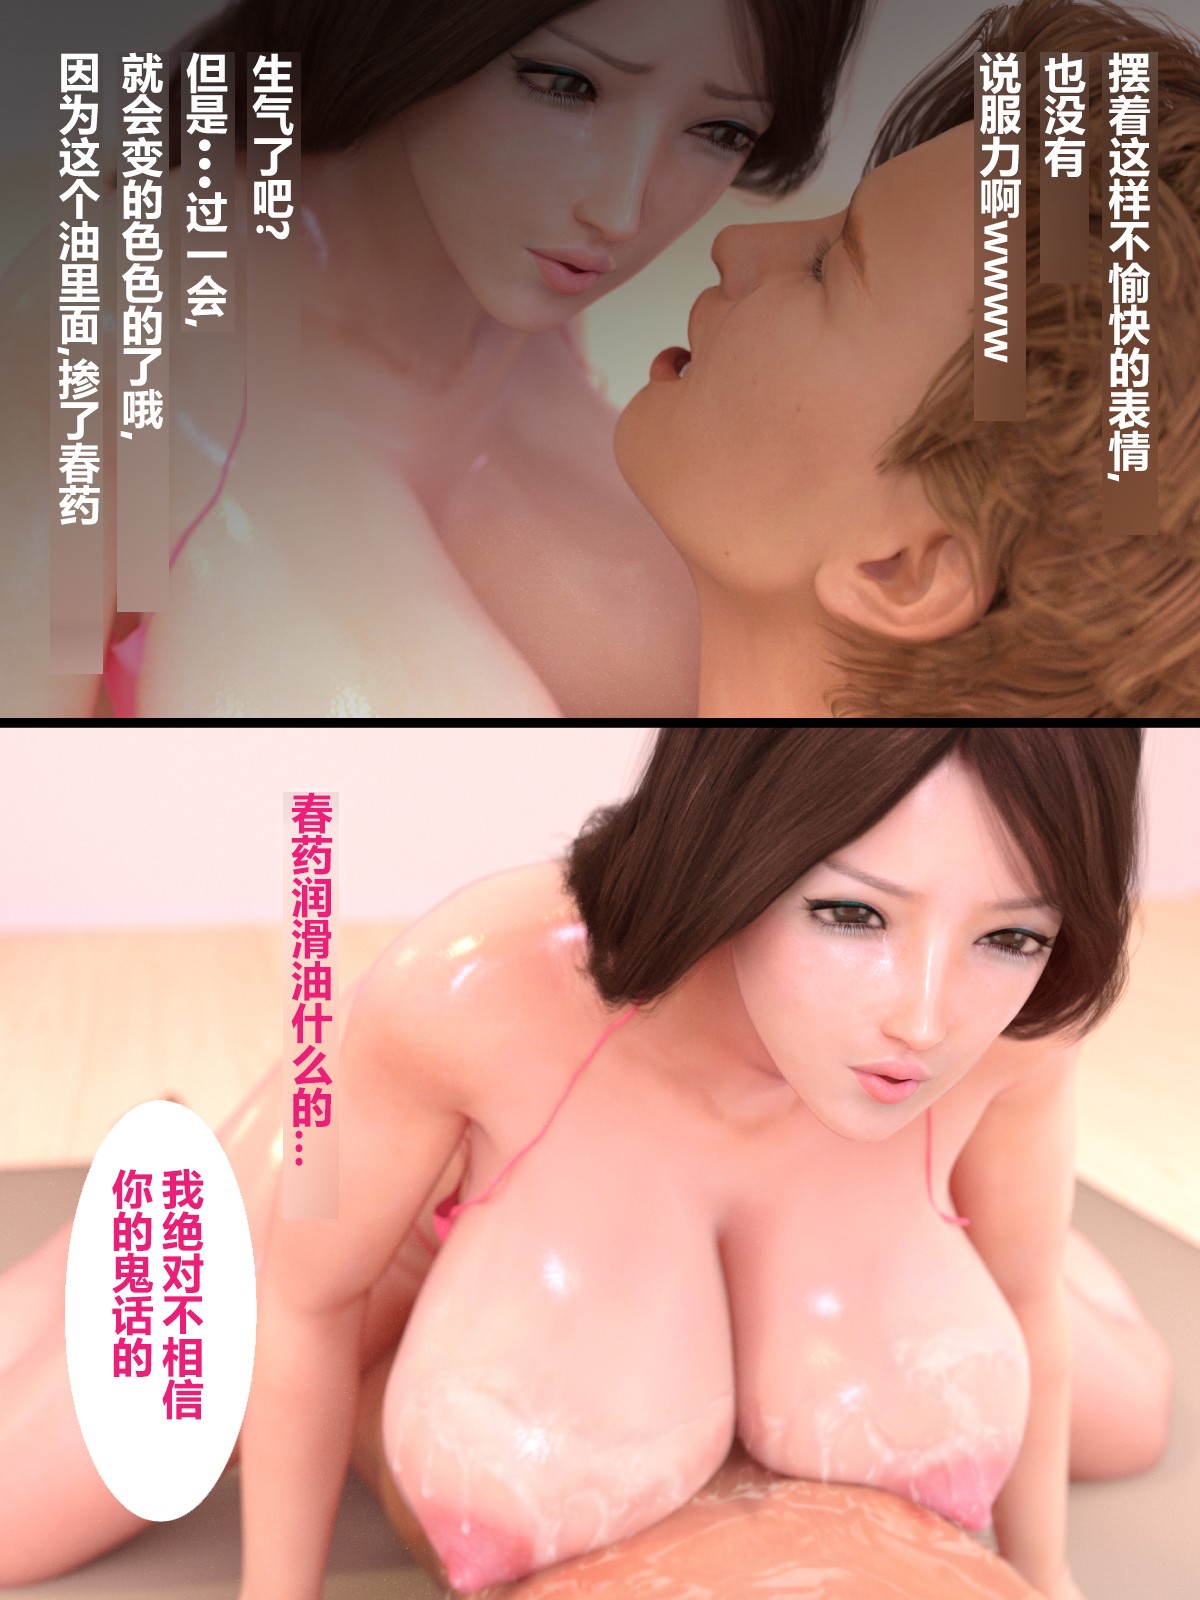 摆着这样不愉快的表情,
也没有
说服力啊wwww
生气了吧?
但是•••过一会,
就会变的色色的了哦,
因为这个油里面,掺了春药
春药润滑油什么的…
我绝对不相信
你的鬼话的